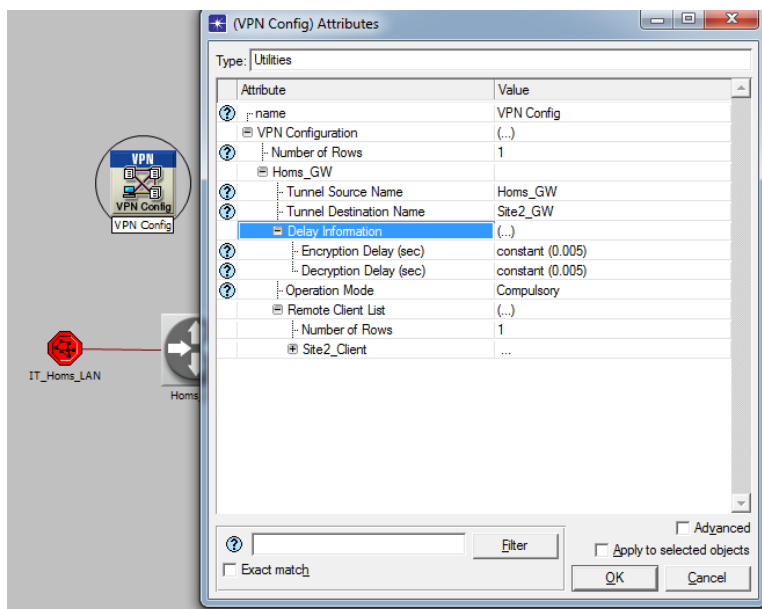 (VPN Config) Attributes
Type: Utilities
Attribute Value
name VPN Config
VPN Configuration (...)
Number of Rows 1
Homs_GW
Tunnel Source Name Homs_GW
Tunnel Destination Name Site2_GW
Delay Information (...)
Encryption Delay (sec) constant (0.005)
Decryption Delay (sec) constant (0.005)
Operation Mode Compulsory
Remote Client List (...)
Number of Rows 1
Site2_Client ...
Advanced
Filter
Apply to selected objects
Exact match
OK Cancel
VPN
VPN Config
VPN Config
IT_Homs_LAN
Homs